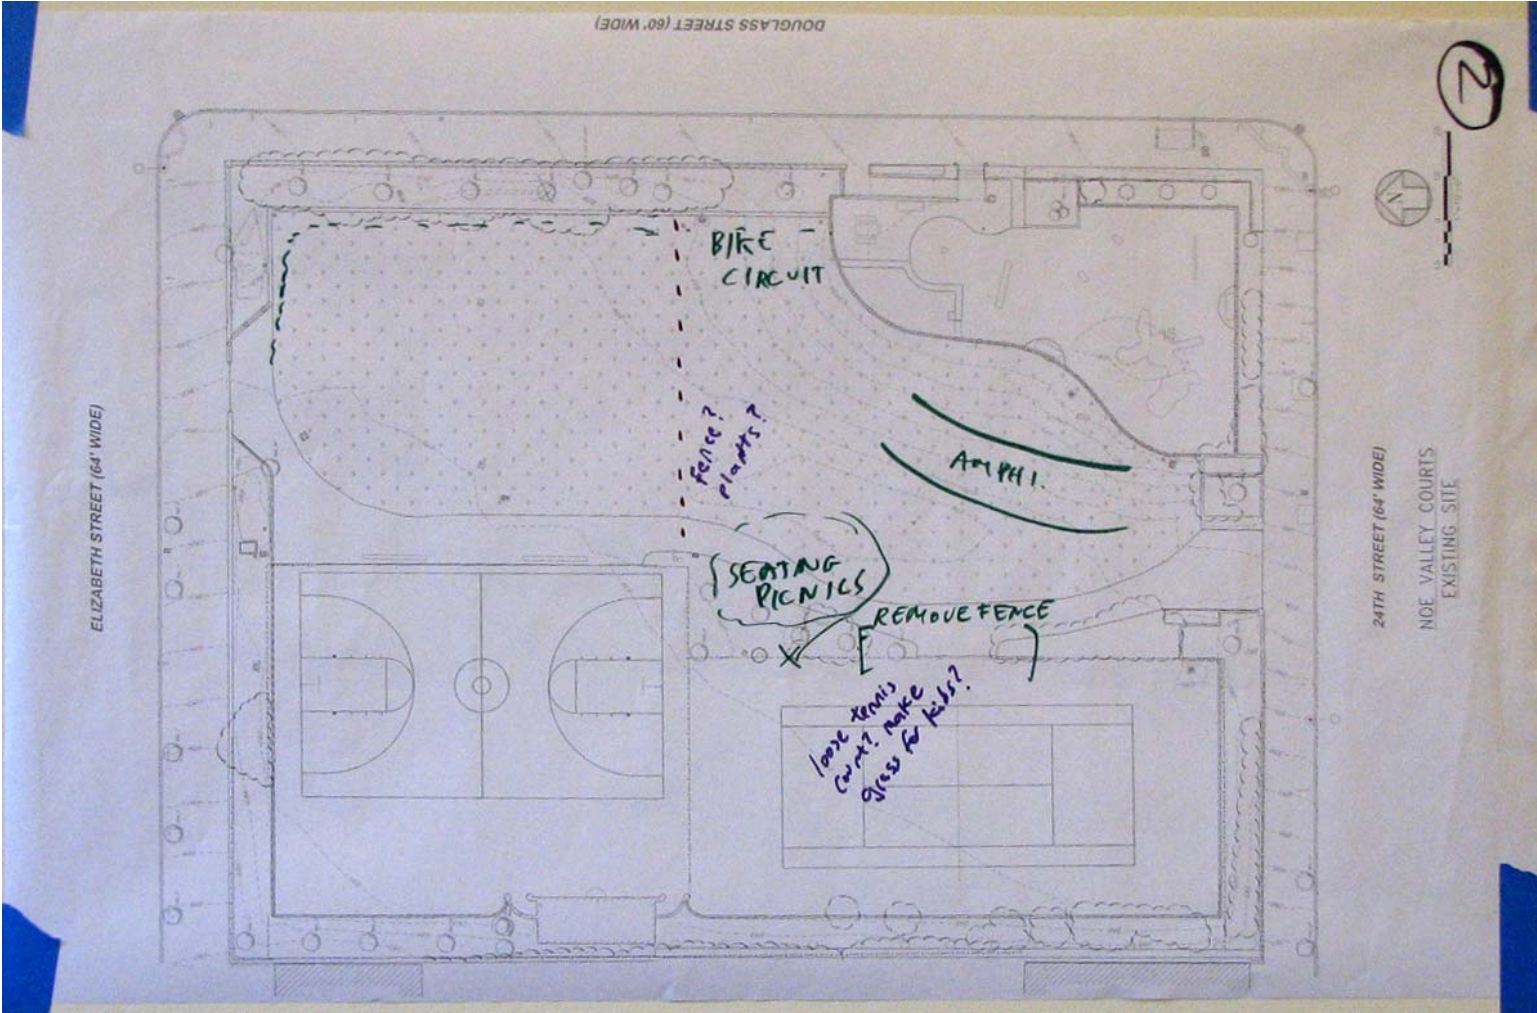 DOUGLASS STREET (60' WIDE)
2
N
BIKE
CIRCUIT
fence?
plants?
AMPHI.
SEATING
PICNICS
REMOVE FENCE
X
loose tennis
court? make
grass for kids?
ELIZABETH STREET (64' WIDE)
24TH STREET (64' WIDE)
NOE VALLEY COURTS
EXISTING SITE